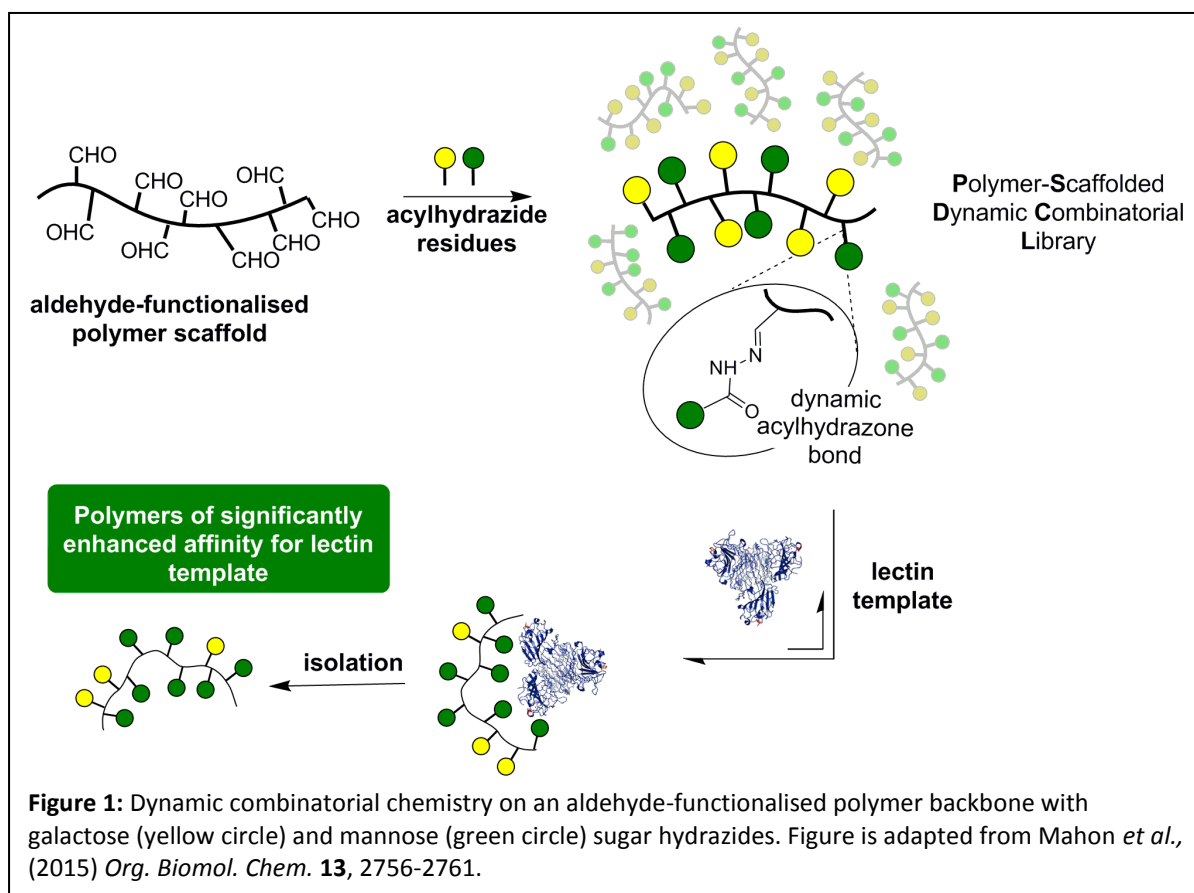 CHO
CHO
CHO
CHO
CHO
OHC
CHO
OHC
OHC
CHO
CHO
aldehyde-functionalised
polymer scaffold
acylhydrazide
residues
Polymer-Scaffolded
Dynamic Combinatorial
Library
N
NH
O
dynamic
acylhydrazone
bond
Polymers of significantly
enhanced affinity for lectin
template
lectin
template
isolation
Figure 1: Dynamic combinatorial chemistry on an aldehyde-functionalised polymer backbone with
galactose (yellow circle) and mannose (green circle) sugar hydrazides. Figure is adapted from Mahon et al.,
(2015) Org. Biomol. Chem. 13, 2756-2761.